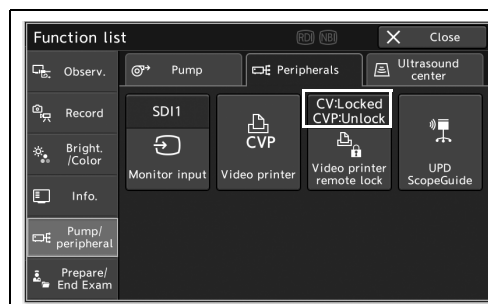 Function list
RDI NBI
Close
Observ.
Record
Bright.
/Color
Info.
Pump/
peripheral
Prepare/
End Exam
Pump
Peripherals
Ultrasound
center
SDI1
Monitor input
CVP
Video printer
CV:Locked
CVP:Unlock
Video printer
remote lock
UPD
ScopeGuide